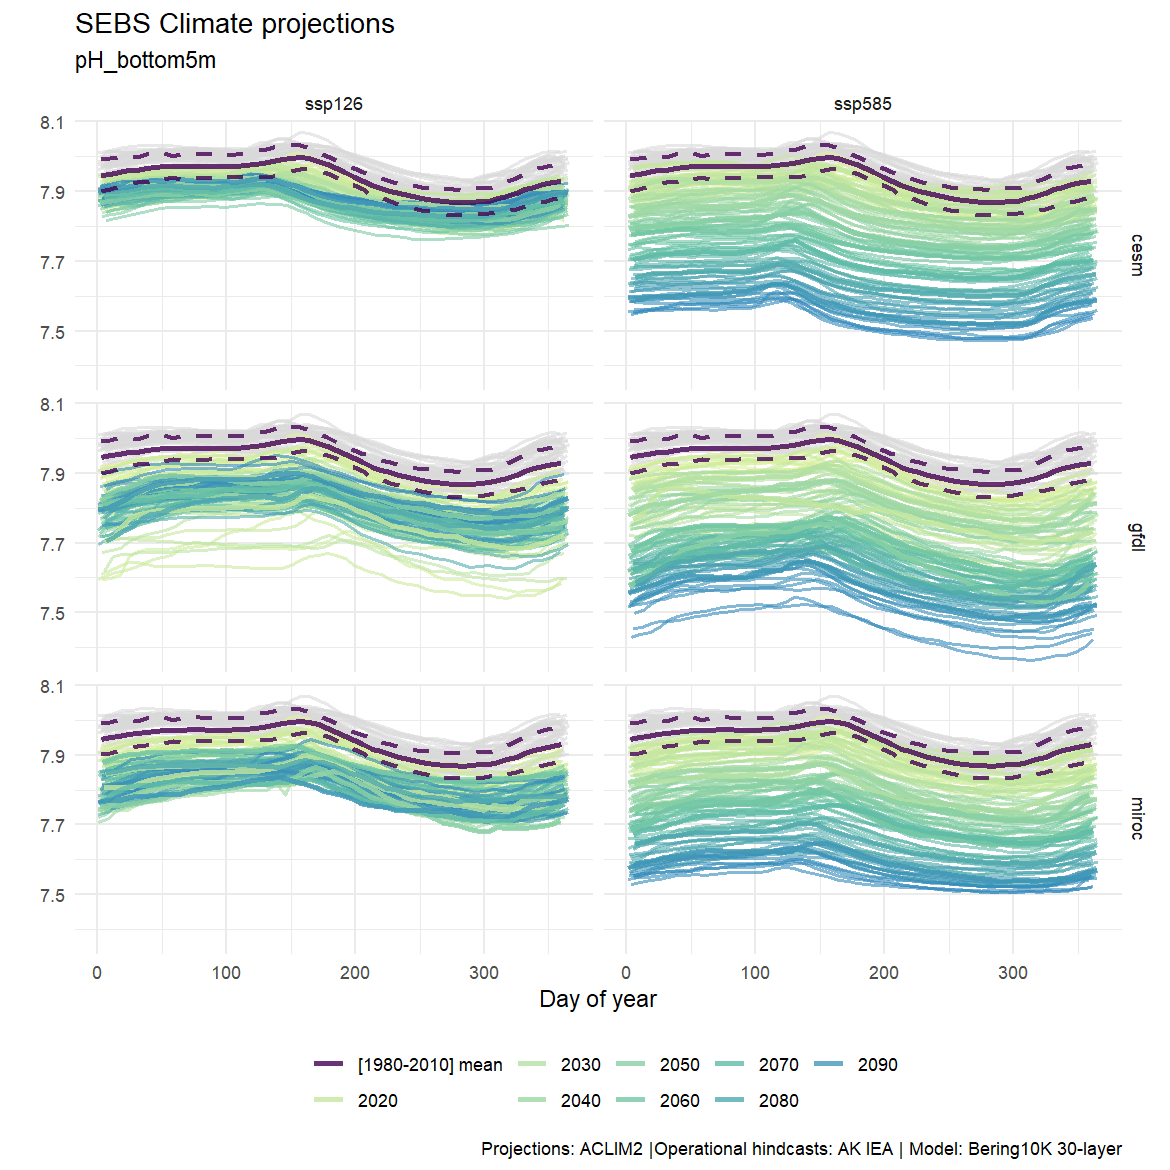 SEBS Climate projections
pH_bottom5m
ssp126 ssp585
8.1
7.9
7.7
7.5
cesm
8.1
7.9
7.7
7.5
gfdl
8.1
7.9
7.7
7.5
miroc
0 100 200 300 0 100 200 300
Day of year
[1980-2010] mean 2030 2050 2070 2090
2020 2040 2060 2080
Projections: ACLIM2 |Operational hindcasts: AK IEA | Model: Bering10K 30-layer